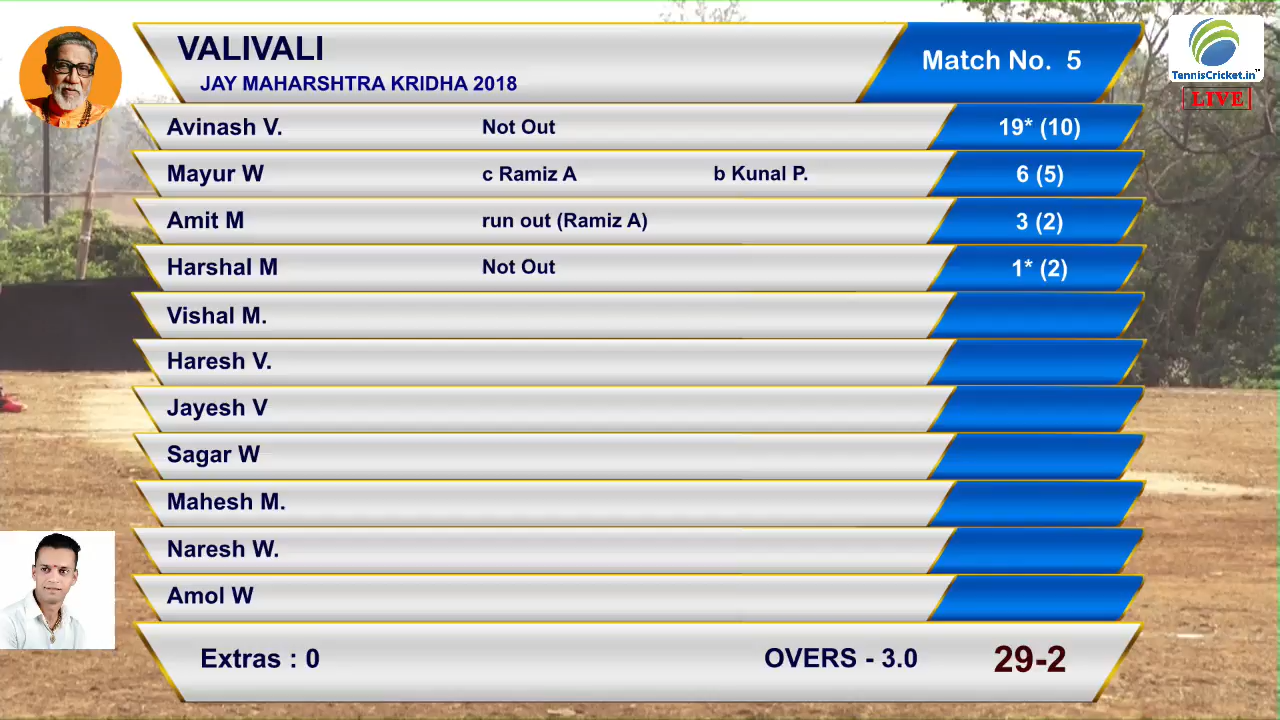 VALIVALI
JAY MAHARSHTRA KRIDHA 2018
Match No. 5
TennisCricket.in™
LIVE
Avinash V. Not Out 19* (10)
Mayur W c Ramiz A b Kunal P. 6 (5)
Amit M run out (Ramiz A) 3 (2)
Harshal M Not Out 1* (2)
Vishal M.
Haresh V.
Jayesh V
Sagar W
Mahesh M.
Naresh W.
Amol W
Extras : 0 OVERS - 3.0 29-2